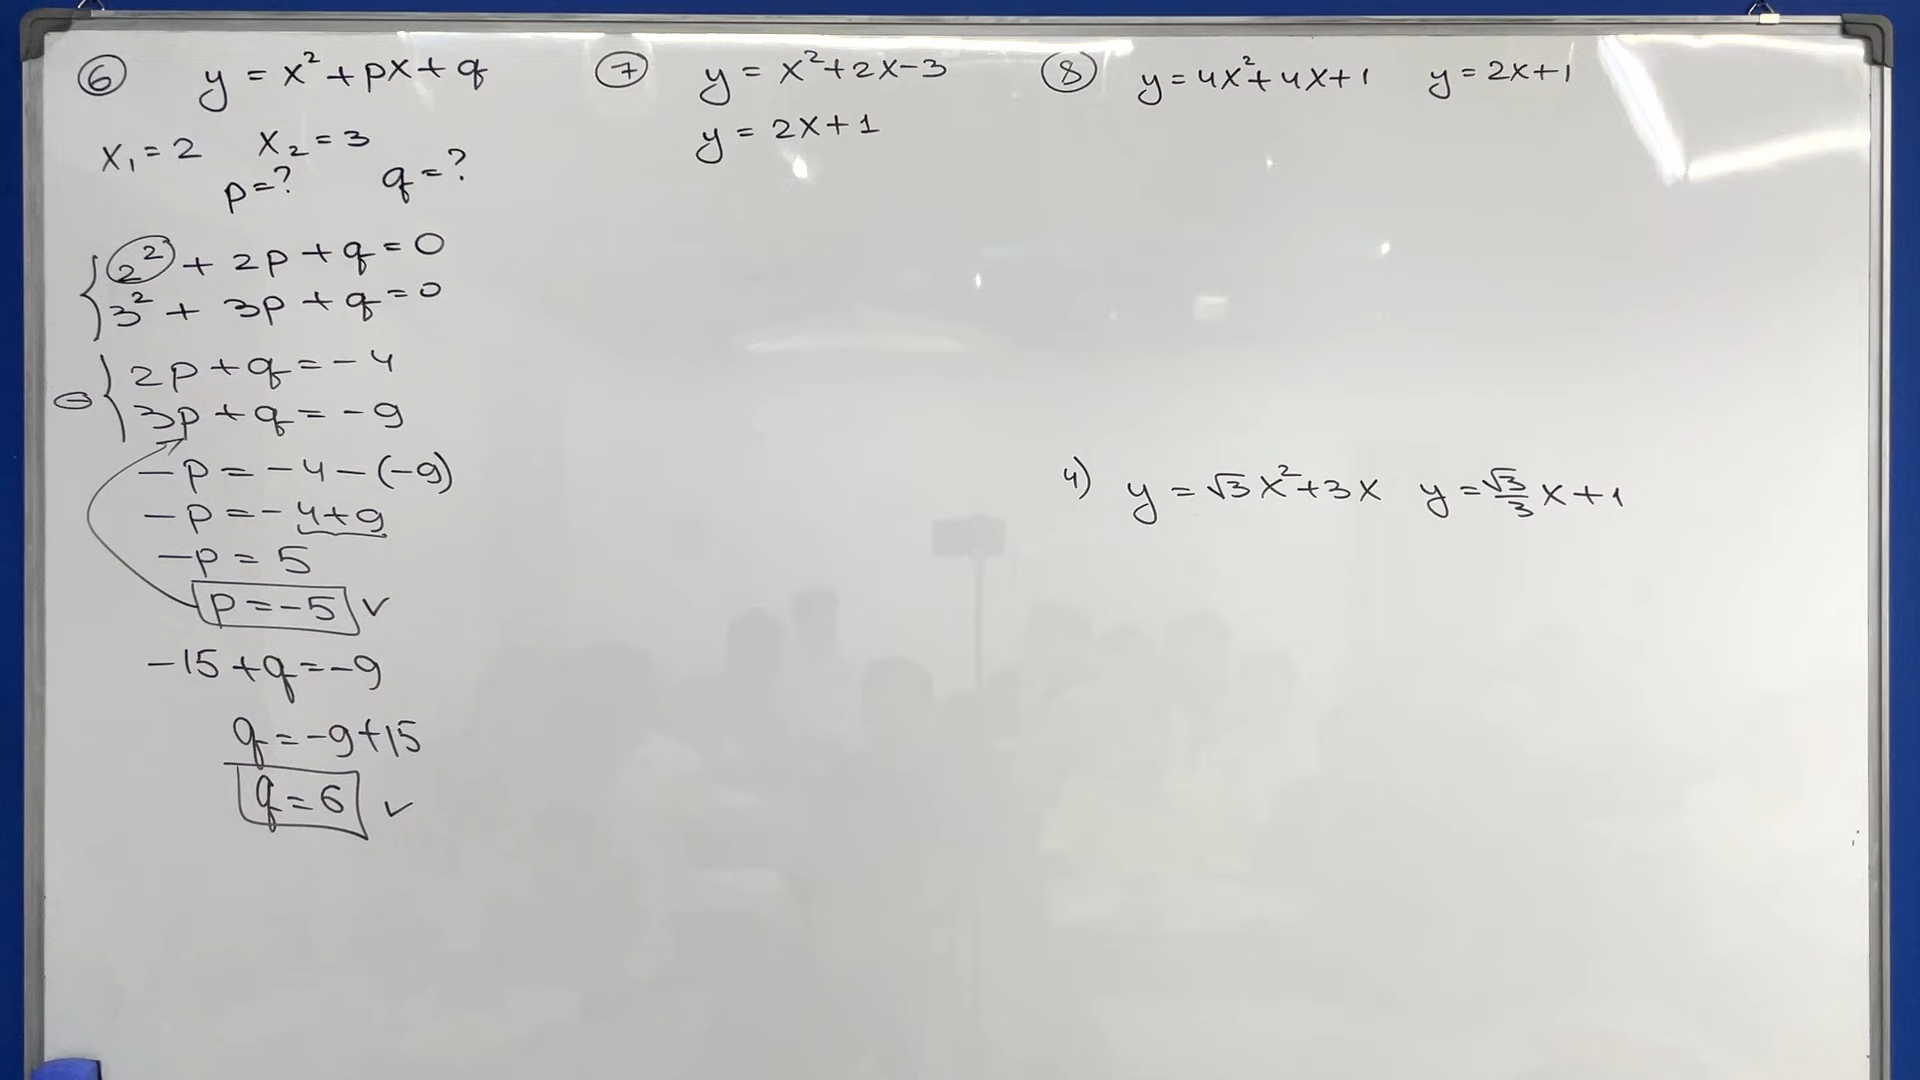 ⑥ y = x² + px + q
x₁ = 2 x₂ = 3
p = ? q = ?
2² + 2p + q = 0
3² + 3p + q = 0
⊖ 2p + q = -4
3p + q = -9
-p = -4 - (-9)
-p = -4+9
-p = 5
p = -5 ✓
-15 + q = -9
q = -9+15
q = 6 ✓
⑦ y = x² + 2x - 3
y = 2x + 1
⑧ y = 4x² + 4x + 1 y = 2x + 1
4) y = √3x² + 3x y = √3/3 x + 1